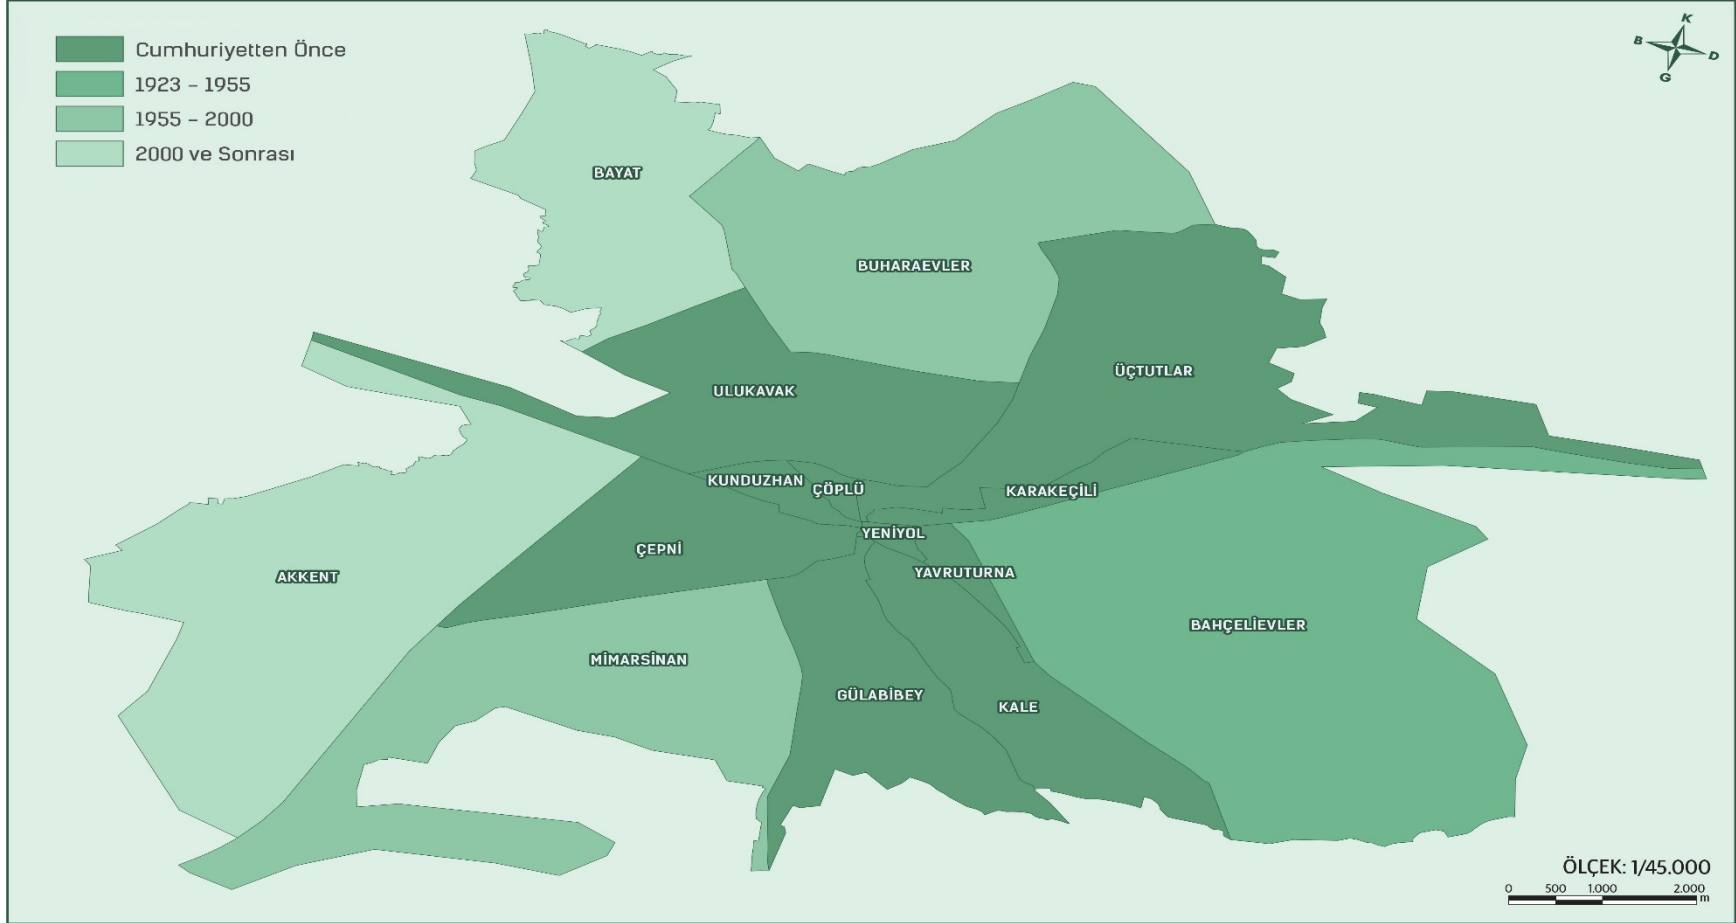 Cumhuriyetten Önce
1923 – 1955
1955 – 2000
2000 ve Sonrası
K
B
D
G
BAYAT
BUHARAEVLER
ÜÇTUTLAR
ULUKAVAK
KUNDUZHAN
ÇÖPLÜ
KARAKEÇİLİ
YENİYOL
ÇEPNİ
YAVRUTURNA
AKKENT
BAHÇELİEVLER
MİMARSİNAN
GÜLABİBEY
KALE
ÖLÇEK: 1/45.000
0 500 1.000 2.000
m